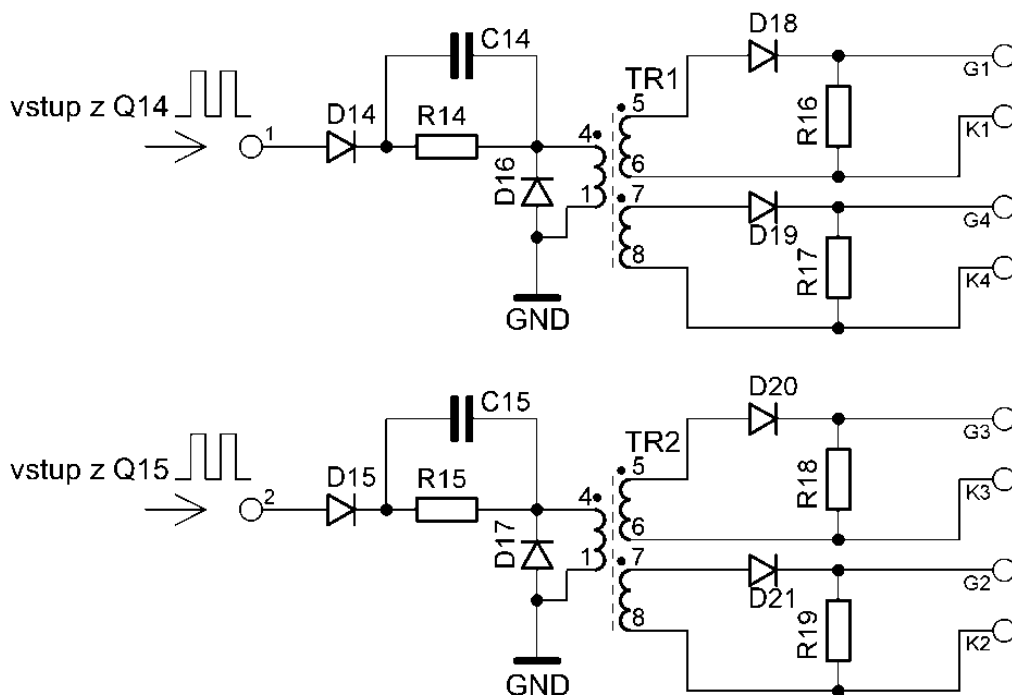 D18
C14
G1
TR1
vstup z Q14
D14
R14
5
R16
K1
1
4
D16
6
1
7
G4
D19
8
R17
K4
GND
D20
C15
G3
TR2
vstup z Q15
D15
R15
5
R18
K3
2
4
D17
6
1
7
G2
D21
8
R19
K2
GND